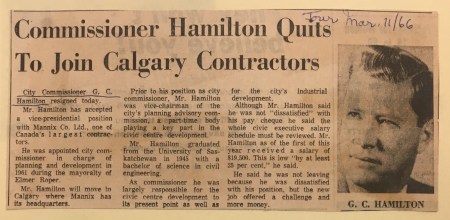 Commissioner Hamilton Quits
Jour Mar. 11/66
To Join Calgary Contractors
City Commissioner G. C.
Hamilton resigned today.
Mr. Hamilton has accepted
a vice-presidential position
with Mannix Co. Ltd., one of
Canada's largest contrac-
tors.
He was appointed city com-
missioner in charge of
planning and development in
1961 during the mayoralty of
Elmer Roper.
Mr. Hamilton will move to
Calgary where Mannix has
its headquarters.
Prior to his position as city
commissioner, Mr. Hamilton
was vice-chairman of the
city's planning advisory com-
mission, a part-time body
playing a key part in the
civic centre development.
Mr. Hamilton graduated
from the University of Sas-
katchewan in 1945 with a
bachelor of science in civil
engineering.
As commissioner he was
largely responsible for the
civic centre development to
its present point as well as
for the city's industrial
development.
Although Mr. Hamilton said
he was not "dissatisfied" with
his pay cheque he said the
whole civic executive salary
schedule must be reviewed. Mr.
Hamilton as of the first of this
year received a salary of
$19,500. This is low "by at least
25 per cent," he said.
He said he was not leaving
because he was dissatisfied
with his position, but the new
job offered a challenge and
more money.
G. C. HAMILTON